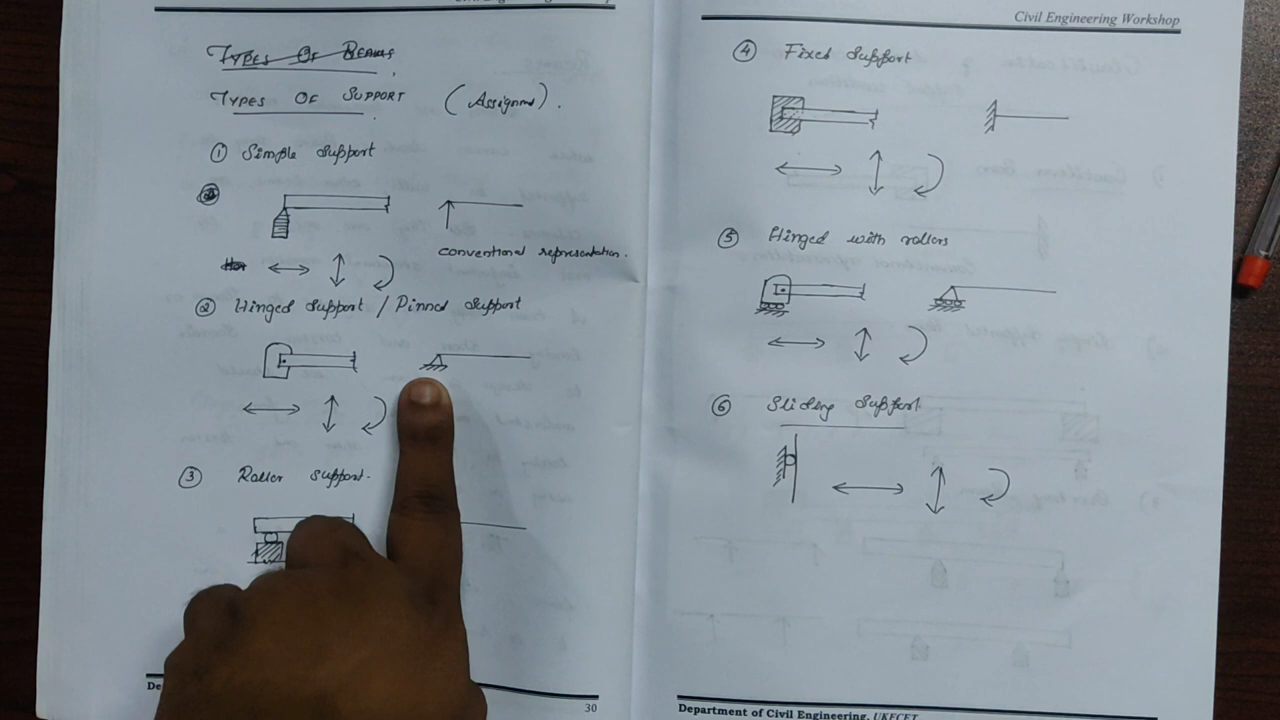 TYPES OF BEAMS
TYPES OF SUPPORT (Assignment).
① Simple Support
conventional representation.
② Hinged Support / Pinned Support
③ Roller Support.
30
Civil Engineering Workshop
④ Fixed Support
⑤ Hinged with rollers
⑥ Sliding Support.
Department of Civil Engineering, UKFCET